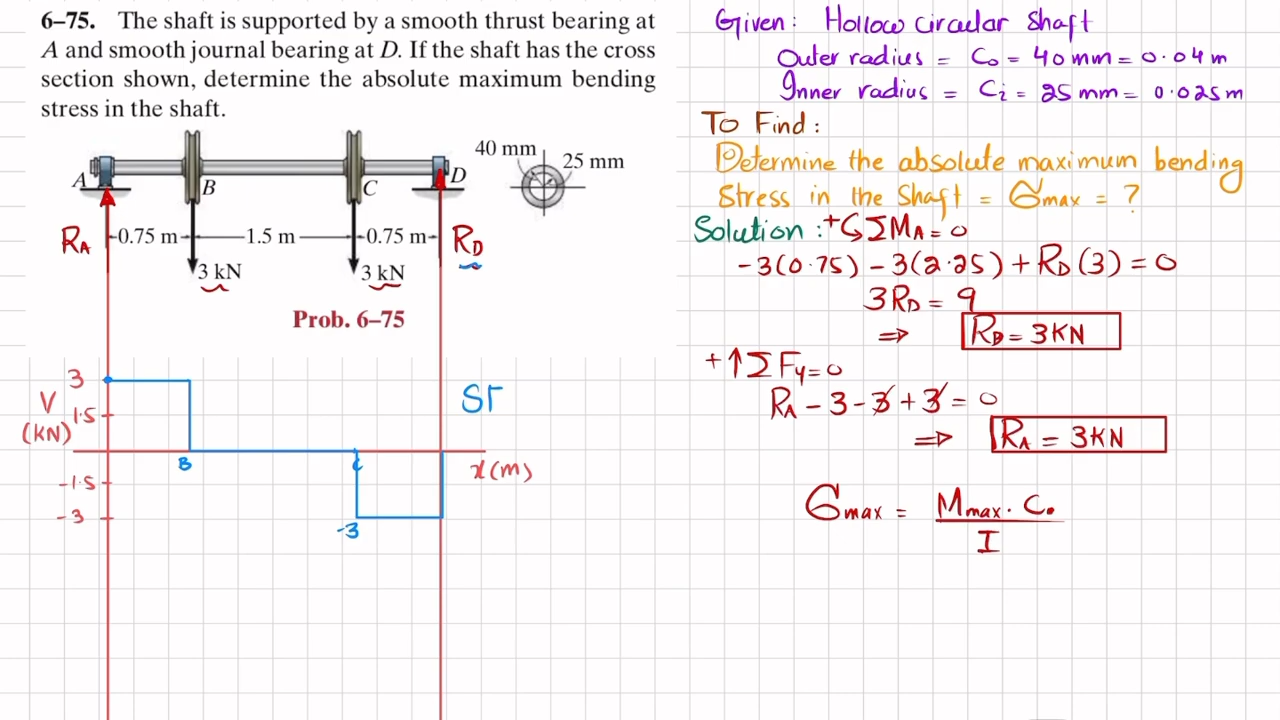 6–75. The shaft is supported by a smooth thrust bearing at
A and smooth journal bearing at D. If the shaft has the cross
section shown, determine the absolute maximum bending
stress in the shaft.
40 mm
25 mm
A
B
C
D
RA
0.75 m
1.5 m
0.75 m
RD
3 kN
3 kN
Prob. 6–75
3
V
1.5
(KN)
-1.5
-3
B
C
-3
x(m)
SF
Given: Hollow circular shaft
Outer radius = Co = 40 mm = 0.04 m
Inner radius = Ci = 25 mm = 0.025 m
To Find:
Determine the absolute maximum bending
Stress in the Shaft = σmax = ?
Solution: +↺ ΣMA = 0
-3(0.75) - 3(2.25) + RD(3) = 0
3RD = 9
⇒ RD = 3KN
+↑ΣFy = 0
RA - 3 - 3 + 3 = 0
⇒ RA = 3KN
σmax = Mmax . Co
I